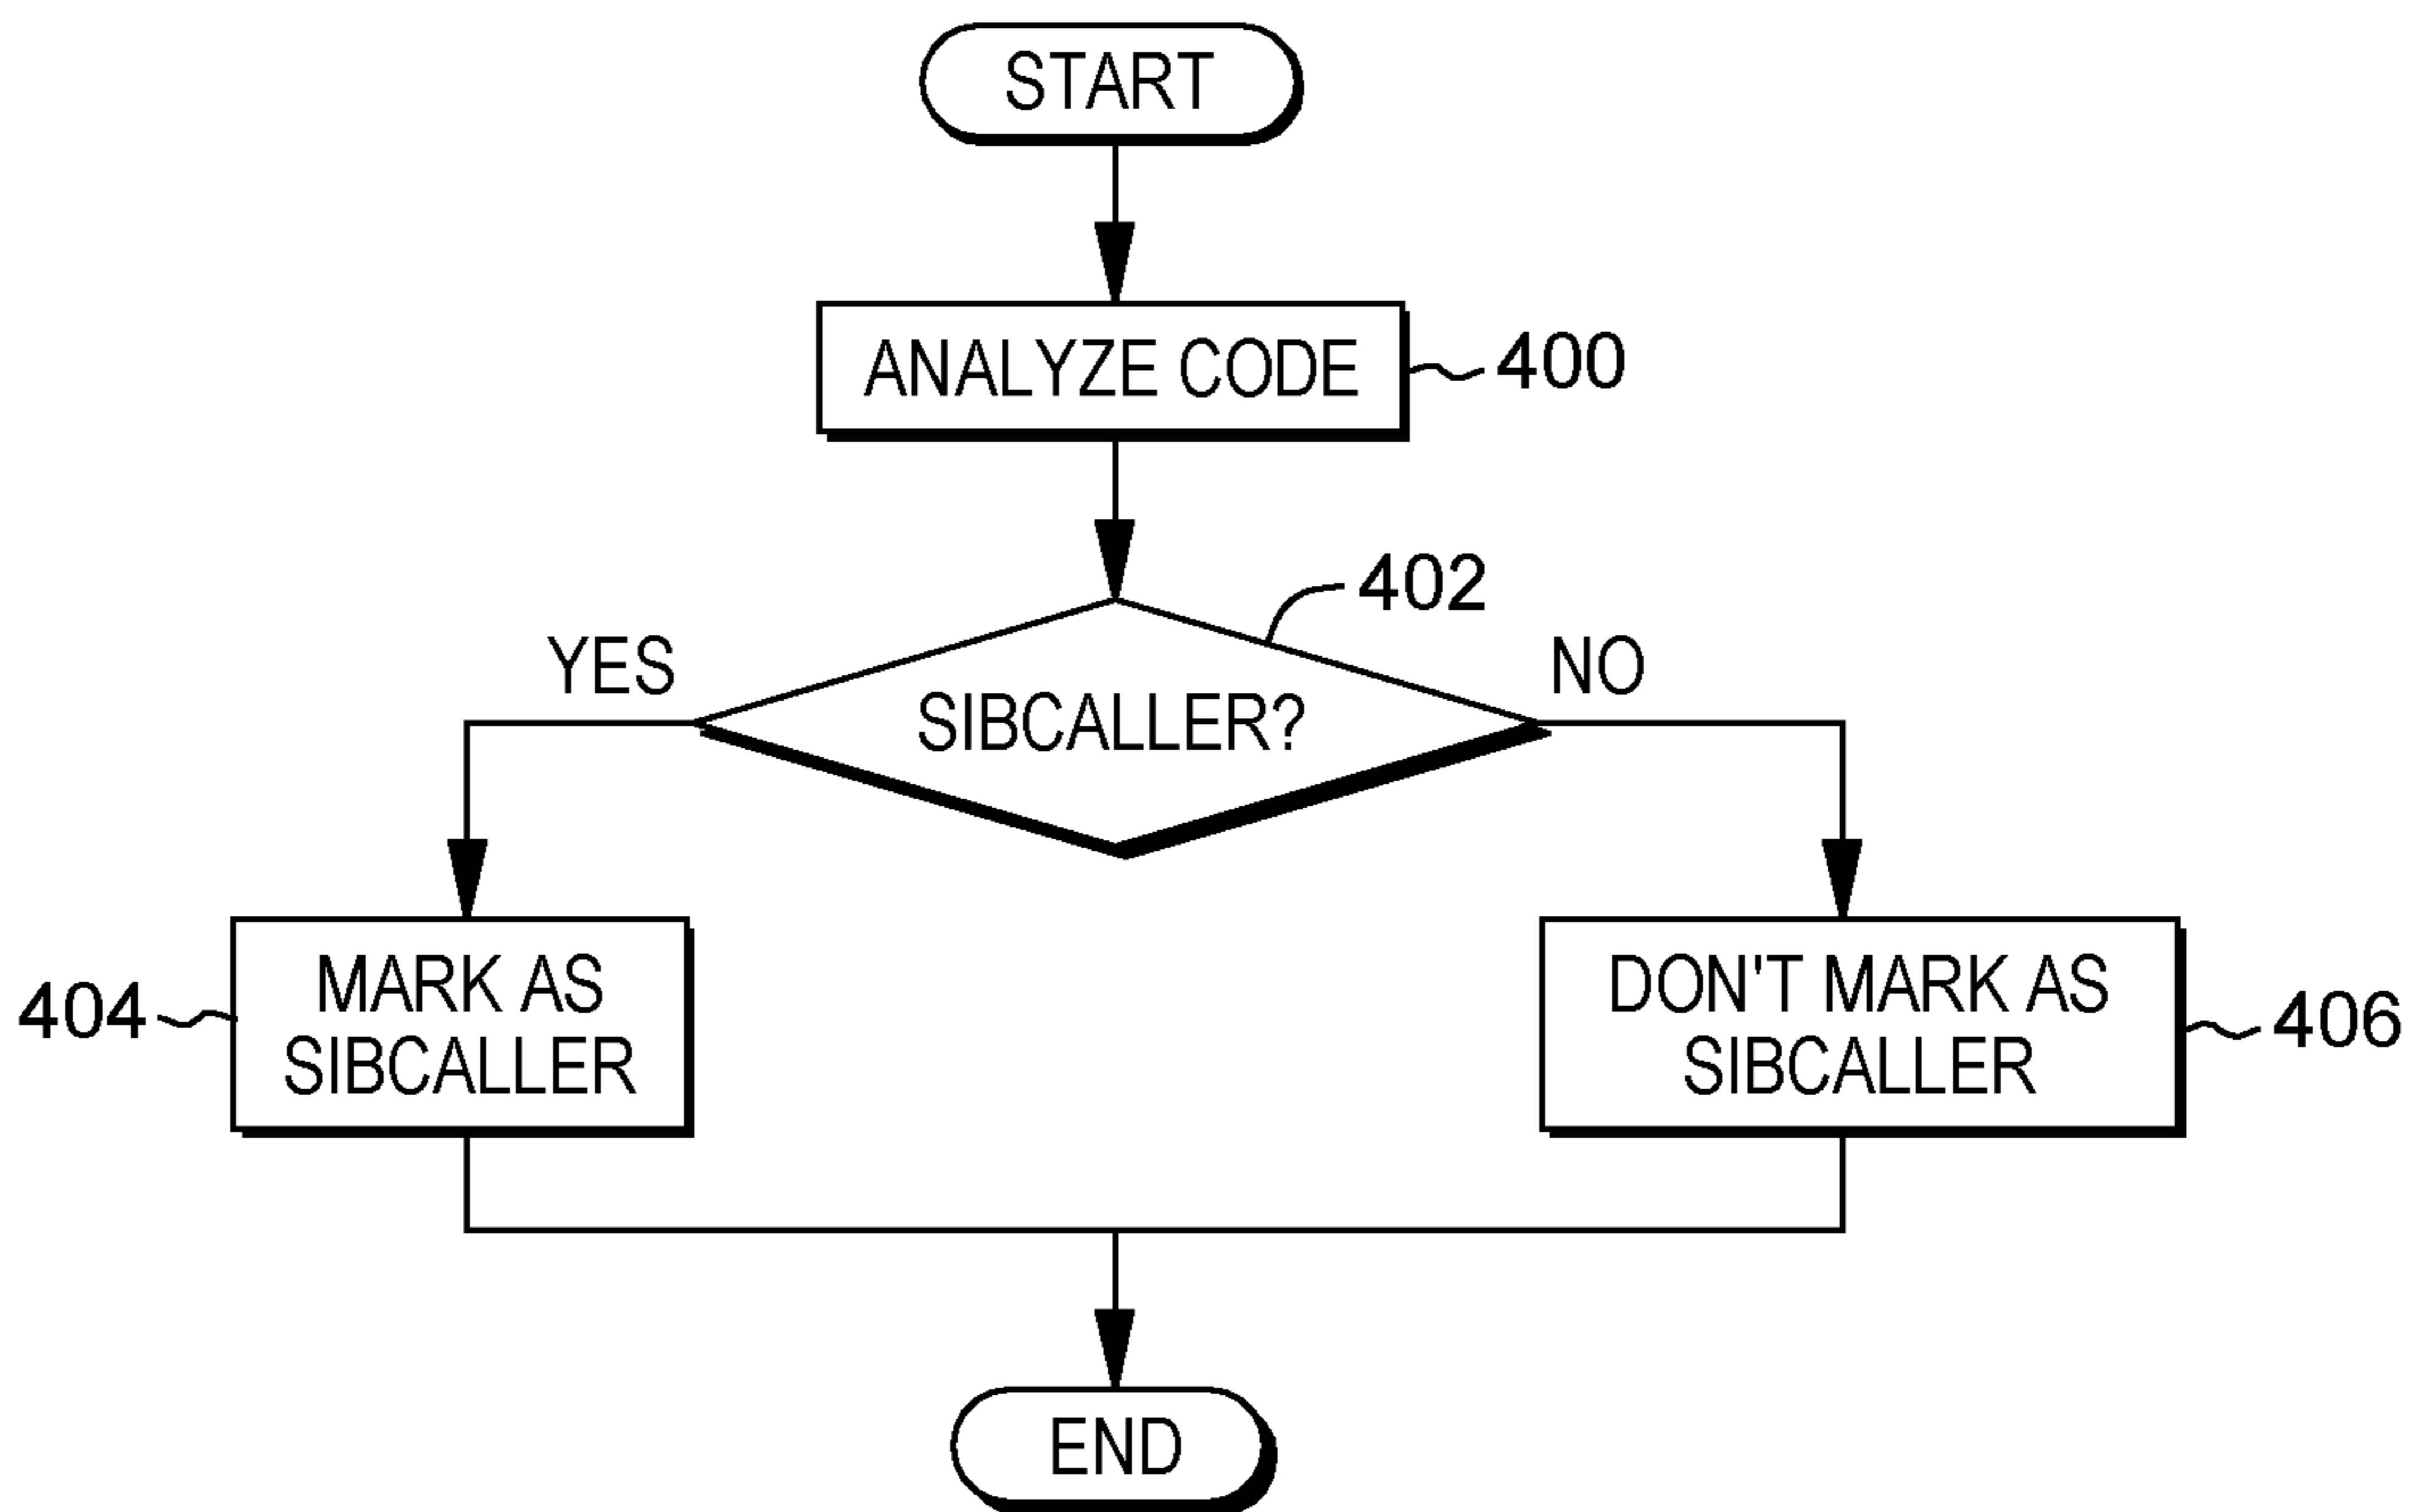 START
ANALYZE CODE
400
402
YES
NO
SIBCALLER?
MARK AS
SIBCALLER
404
DON'T MARK AS
SIBCALLER
406
END